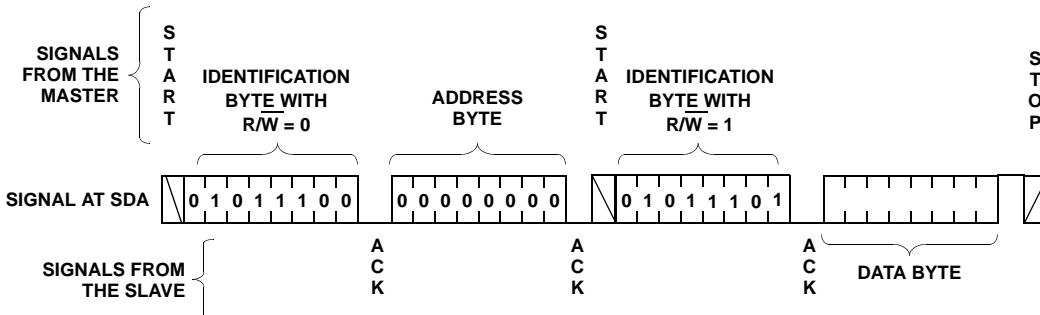 SIGNALS
FROM THE
MASTER
START
IDENTIFICATION
BYTE WITH
R/W̅ = 0
ADDRESS
BYTE
START
IDENTIFICATION
BYTE WITH
R/W̅ = 1
STOP
SIGNAL AT SDA
0 1 0 1 1 1 0 0
0 0 0 0 0 0 0 0
0 1 0 1 1 1 0 1
SIGNALS FROM
THE SLAVE
ACK
ACK
ACK
DATA BYTE